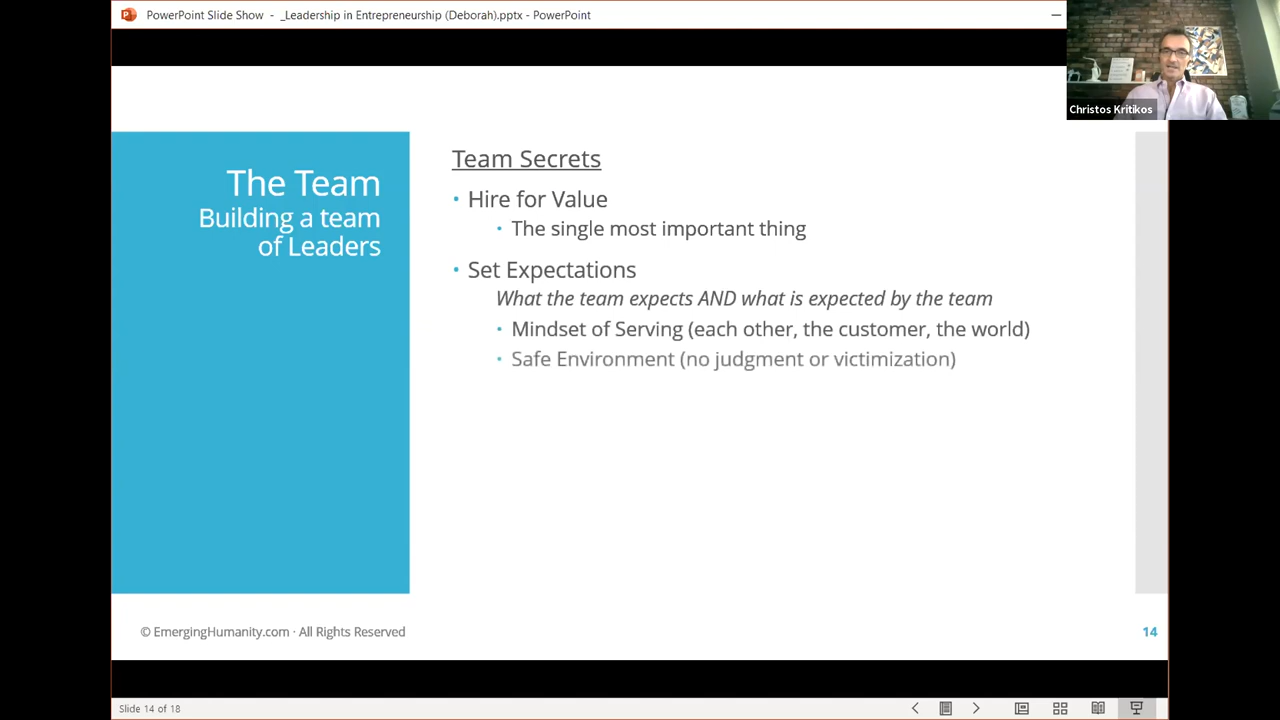 PowerPoint Slide Show - _Leadership in Entrepreneurship (Deborah).pptx - PowerPoint
Christos Kritikos
The Team
Building a team
of Leaders
Team Secrets
• Hire for Value
• The single most important thing
• Set Expectations
What the team expects AND what is expected by the team
• Mindset of Serving (each other, the customer, the world)
• Safe Environment (no judgment or victimization)
© EmergingHumanity.com · All Rights Reserved
14
Slide 14 of 18